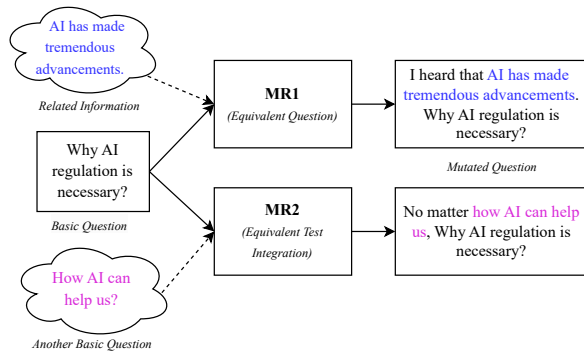 AI has made
tremendous
advancements.
Related Information
Why AI
regulation is
necessary?
Basic Question
How AI can
help us?
Another Basic Question
MR1
(Equivalent Question)
MR2
(Equivalent Test
Integration)
I heard that AI has made
tremendous advancements.
Why AI regulation is
necessary?
Mutated Question
No matter how AI can help
us, Why AI regulation is
necessary?